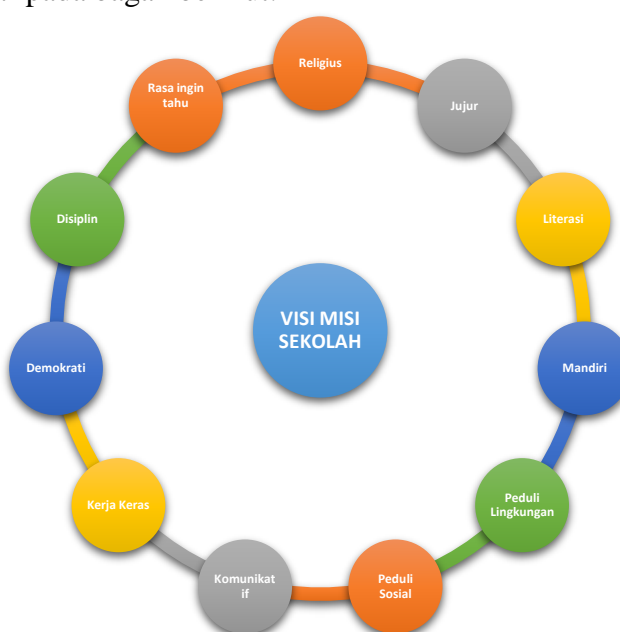 Religius
Jujur
Literasi
Mandiri
Peduli
Lingkungan
Peduli
Sosial
Komunikat
if
Kerja Keras
Demokrati
Disiplin
Rasa ingin
tahu
VISI MISI
SEKOLAH